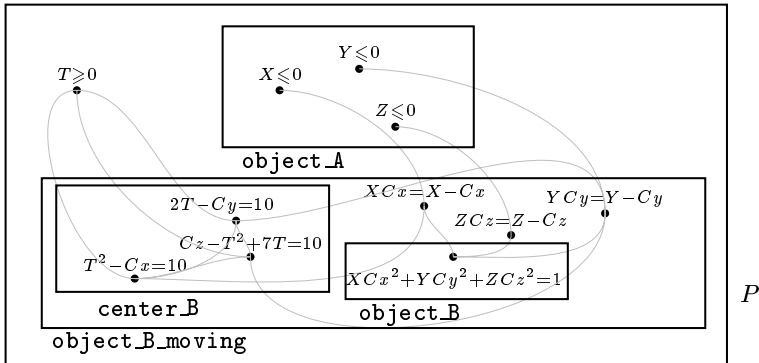 Y⩽0
T⩾0
X⩽0
Z⩽0
object_A
XCx=X−Cx
YCy=Y−Cy
2T−Cy=10
ZCz=Z−Cz
Cz−T²+7T=10
T²−Cx=10
XCx²+YCy²+ZCz²=1
center_B
object_B
P
object_B_moving